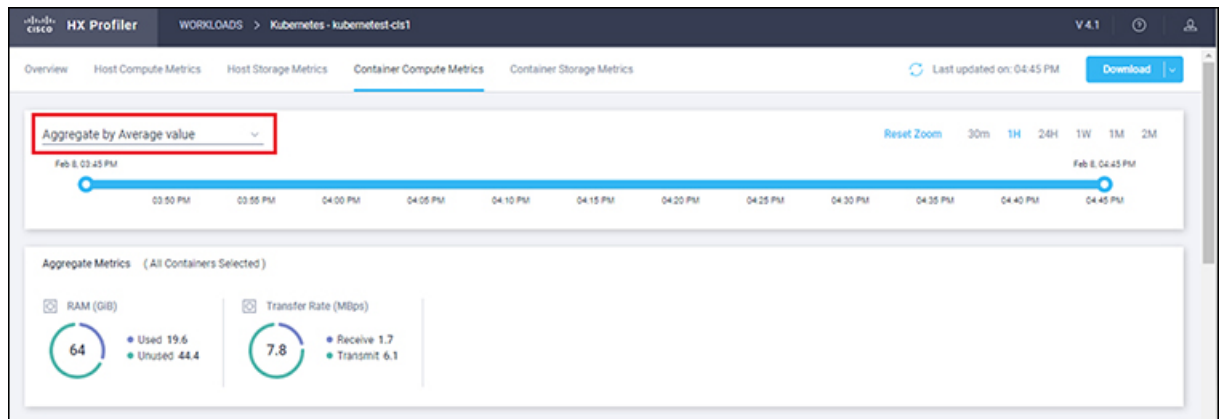 CISCO HX Profiler WORKLOADS > Kubernetes - kubernetest-cls1 V 4.1
Overview Host Compute Metrics Host Storage Metrics Container Compute Metrics Container Storage Metrics Last updated on: 04:45 PM Download
Aggregate by Average value Reset Zoom 30m 1H 24H 1W 1M 2M
Feb 8, 03:45 PM Feb 8, 04:45 PM
03:50 PM 03:55 PM 04:00 PM 04:05 PM 04:10 PM 04:15 PM 04:20 PM 04:25 PM 04:30 PM 04:35 PM 04:40 PM 04:45 PM
Aggregate Metrics ( All Containers Selected )
RAM (GiB) Transfer Rate (MBps)
64 Used 19.6 7.8 Receive 1.7
Unused 44.4 Transmit 6.1